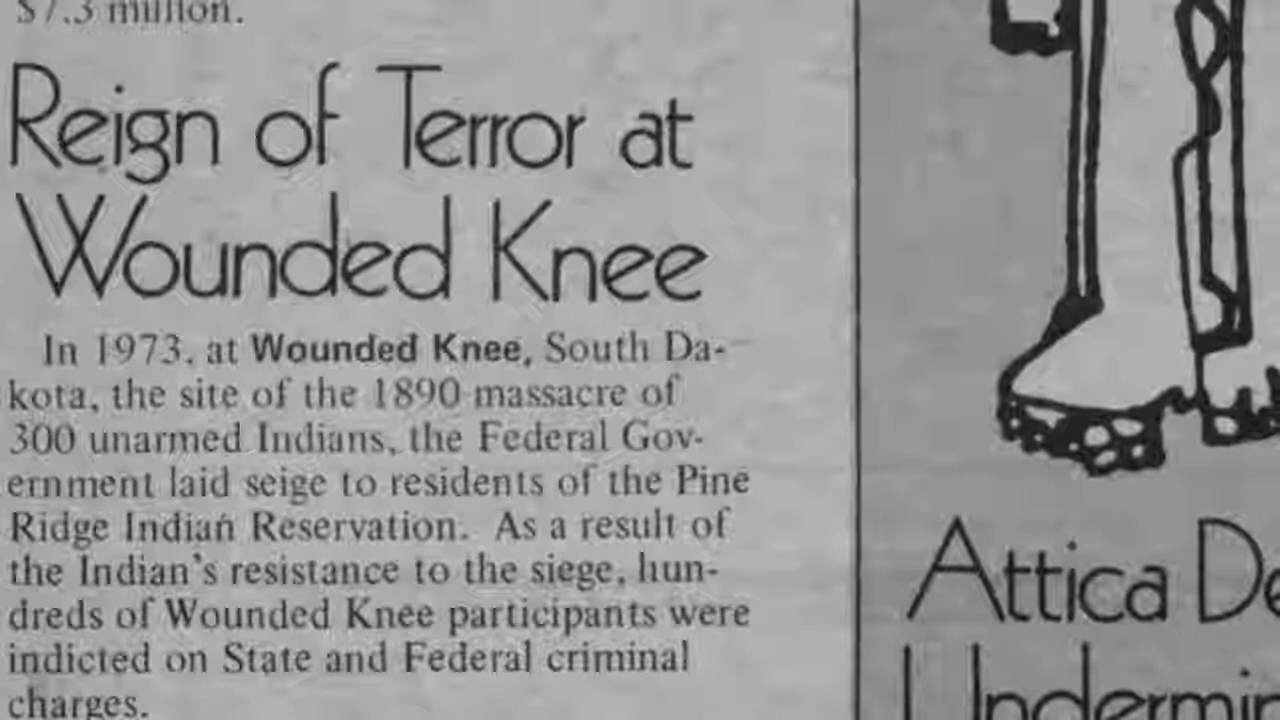 $7.3 million.
Reign of Terror at
Wounded Knee
In 1973, at Wounded Knee, South Da-
kota, the site of the 1890 massacre of
300 unarmed Indians, the Federal Gov-
ernment laid seige to residents of the Pine
Ridge Indian Reservation. As a result of
the Indian's resistance to the siege, hun-
dreds of Wounded Knee participants were
indicted on State and Federal criminal
charges.
Attica De
Undermin